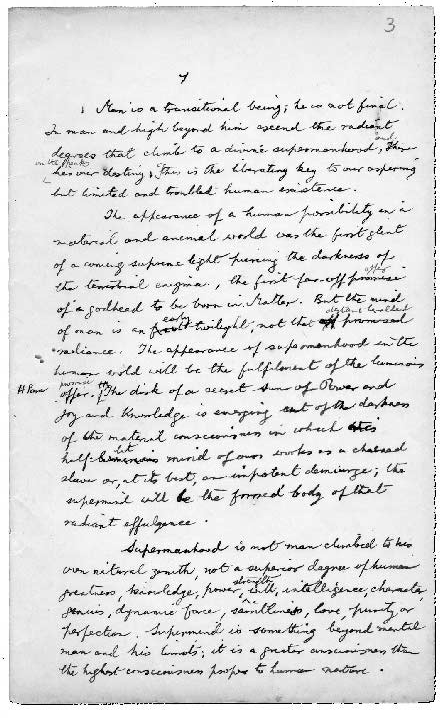 3
1 Man is a transitional being; he is not final.
In man and high beyond him ascend the radiant
degrees that climb to a divine supermanhood, and There
lies our destiny; This is the liberating key to our aspiring
but limited and troubled human existence.
The appearance of a human possibility in a
material and animal world was the first glint
of a coming supreme light piercing the darkness of
offer
the terrestrial enigma, the first far-off promise
of a godhead to be born in Matter. But the mind
early
of man is an twilight, not that promised
radiance. The appearance of supermanhood in the
human world will be the fulfilment of the luminous
promise
offer. The disk of a secret sun of Power and
Joy and Knowledge is emerging out of the darkness
of the material consciousness in which
lit
half- mind of ours works as a chained
slave or, at its best, an impotent demiurge; the
supermind will be the formed body of that
radiant effulgence.
Supermanhood is not man climbed to his
own natural zenith, not a superior degree of human
greatness, knowledge, power, will, intelligence, character,
genius, dynamic force, saintliness, love, purity or
perfection. Supermind is something beyond mental
man and his limits; it is a greater consciousness than
the highest consciousness proper to human nature.